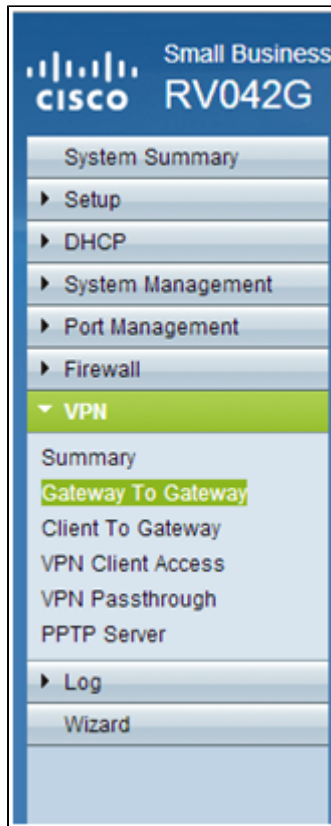 Small Business
CISCO RV042G
System Summary
Setup
DHCP
System Management
Port Management
Firewall
VPN
Summary
Gateway To Gateway
Client To Gateway
VPN Client Access
VPN Passthrough
PPTP Server
Log
Wizard